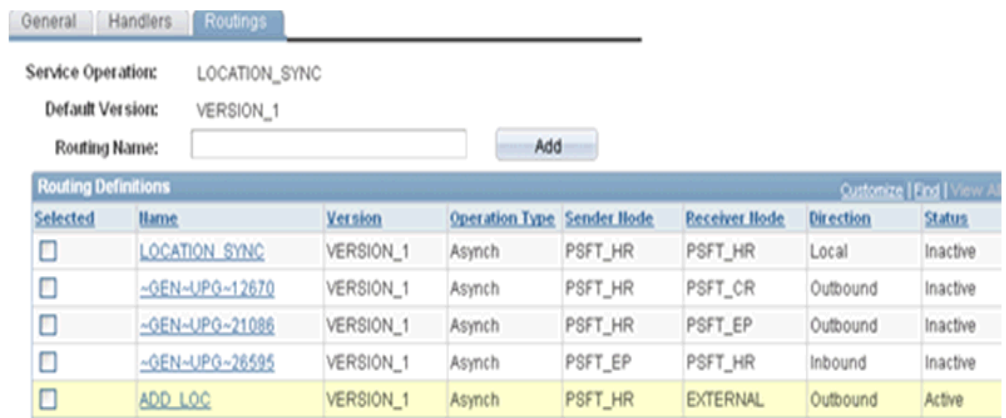 General Handlers Routings
Service Operation: LOCATION_SYNC
Default Version: VERSION_1
Routing Name: Add
Routing Definitions Customize | Find | View All
Selected Name Version Operation Type Sender Node Receiver Node Direction Status
LOCATION_SYNC VERSION_1 Asynch PSFT_HR PSFT_HR Local Inactive
~GEN~UPG~12670 VERSION_1 Asynch PSFT_HR PSFT_CR Outbound Inactive
~GEN~UPG~21086 VERSION_1 Asynch PSFT_HR PSFT_EP Outbound Inactive
~GEN~UPG~26595 VERSION_1 Asynch PSFT_EP PSFT_HR Inbound Inactive
ADD_LOC VERSION_1 Asynch PSFT_HR EXTERNAL Outbound Active